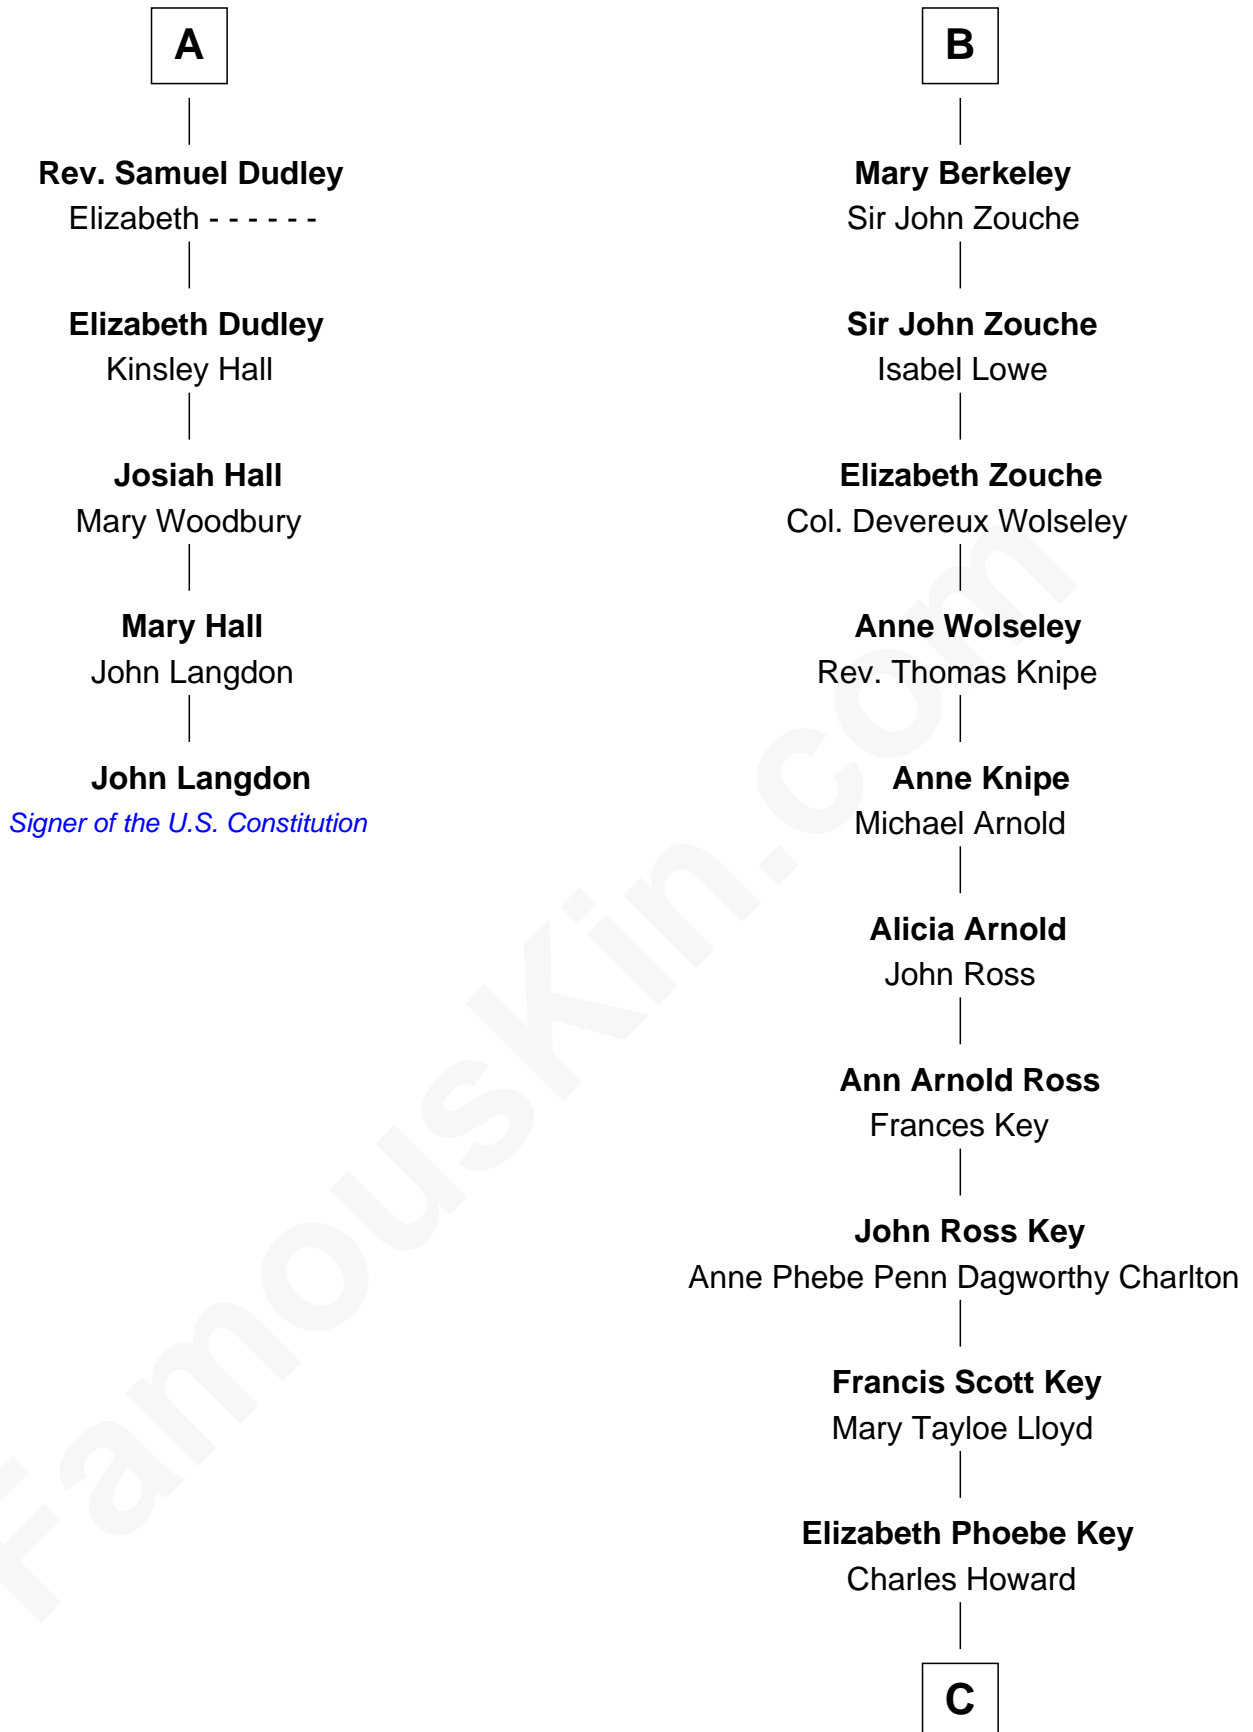 A
Rev. Samuel Dudley
Elizabeth - - - - - -
Elizabeth Dudley
Kinsley Hall
Josiah Hall
Mary Woodbury
Mary Hall
John Langdon
John Langdon
Signer of the U.S. Constitution
B
Mary Berkeley
Sir John Zouche
Sir John Zouche
Isabel Lowe
Elizabeth Zouche
Col. Devereux Wolseley
Anne Wolseley
Rev. Thomas Knipe
Anne Knipe
Michael Arnold
Alicia Arnold
John Ross
Ann Arnold Ross
Frances Key
John Ross Key
Anne Phebe Penn Dagworthy Charlton
Francis Scott Key
Mary Tayloe Lloyd
Elizabeth Phoebe Key
Charles Howard
C
FamousKin.com